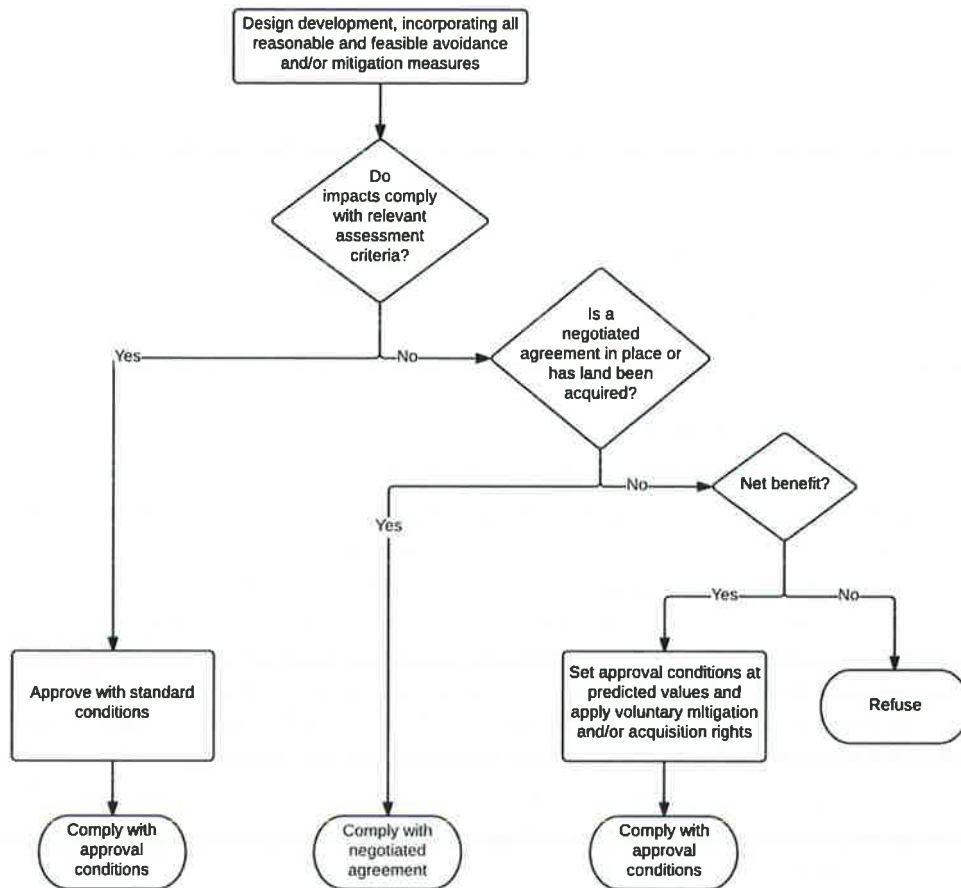 Design development, incorporating all
reasonable and feasible avoidance
and/or mitigation measures
Do
impacts comply
with relevant
assessment
criteria?
Yes
No
Is a
negotiated
agreement in place or
has land been
acquired?
Yes
No
Net benefit?
Yes
No
Approve with standard
conditions
Set approval conditions at
predicted values and
apply voluntary mitigation
and/or acquisition rights
Refuse
Comply with
approval
conditions
Comply with
negotiated
agreement
Comply with
approval
conditions